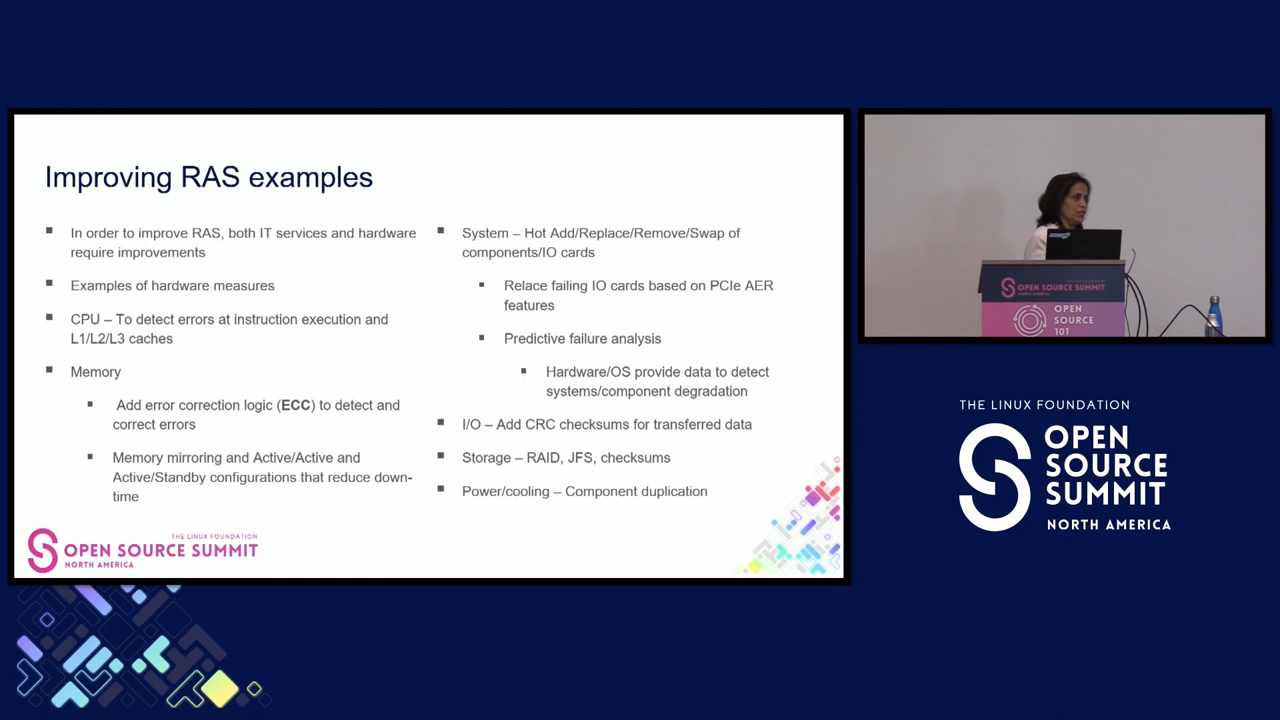 Improving RAS examples
In order to improve RAS, both IT services and hardware
require improvements
Examples of hardware measures
CPU – To detect errors at instruction execution and
L1/L2/L3 caches
Memory
Add error correction logic (ECC) to detect and
correct errors
Memory mirroring and Active/Active and
Active/Standby configurations that reduce down-
time
System – Hot Add/Replace/Remove/Swap of
components/IO cards
Relace failing IO cards based on PCIe AER
features
Predictive failure analysis
Hardware/OS provide data to detect
systems/component degradation
I/O – Add CRC checksums for transferred data
Storage – RAID, JFS, checksums
Power/cooling – Component duplication
THE LINUX FOUNDATION
OPEN SOURCE SUMMIT
NORTH AMERICA
OPEN SOURCE SUMMIT
OPEN
SOURCE
101
THE LINUX FOUNDATION
OPEN
SOURCE
SUMMIT
NORTH AMERICA